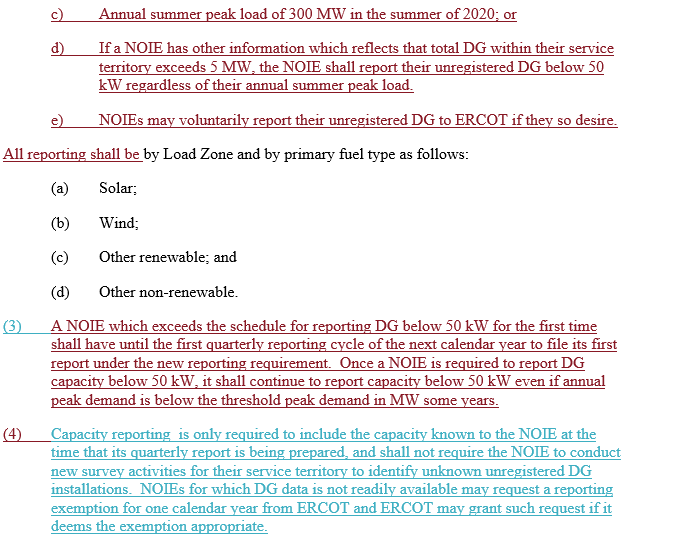 c) Annual summer peak load of 300 MW in the summer of 2020; or
d) If a NOIE has other information which reflects that total DG within their service
territory exceeds 5 MW, the NOIE shall report their unregistered DG below 50
kW regardless of their annual summer peak load.
e) NOIEs may voluntarily report their unregistered DG to ERCOT if they so desire.
All reporting shall be by Load Zone and by primary fuel type as follows:
(a) Solar;
(b) Wind;
(c) Other renewable; and
(d) Other non-renewable.
(3) A NOIE which exceeds the schedule for reporting DG below 50 kW for the first time
shall have until the first quarterly reporting cycle of the next calendar year to file its first
report under the new reporting requirement. Once a NOIE is required to report DG
capacity below 50 kW, it shall continue to report capacity below 50 kW even if annual
peak demand is below the threshold peak demand in MW some years.
(4) Capacity reporting is only required to include the capacity known to the NOIE at the
time that its quarterly report is being prepared, and shall not require the NOIE to conduct
new survey activities for their service territory to identify unknown unregistered DG
installations. NOIEs for which DG data is not readily available may request a reporting
exemption for one calendar year from ERCOT and ERCOT may grant such request if it
deems the exemption appropriate.